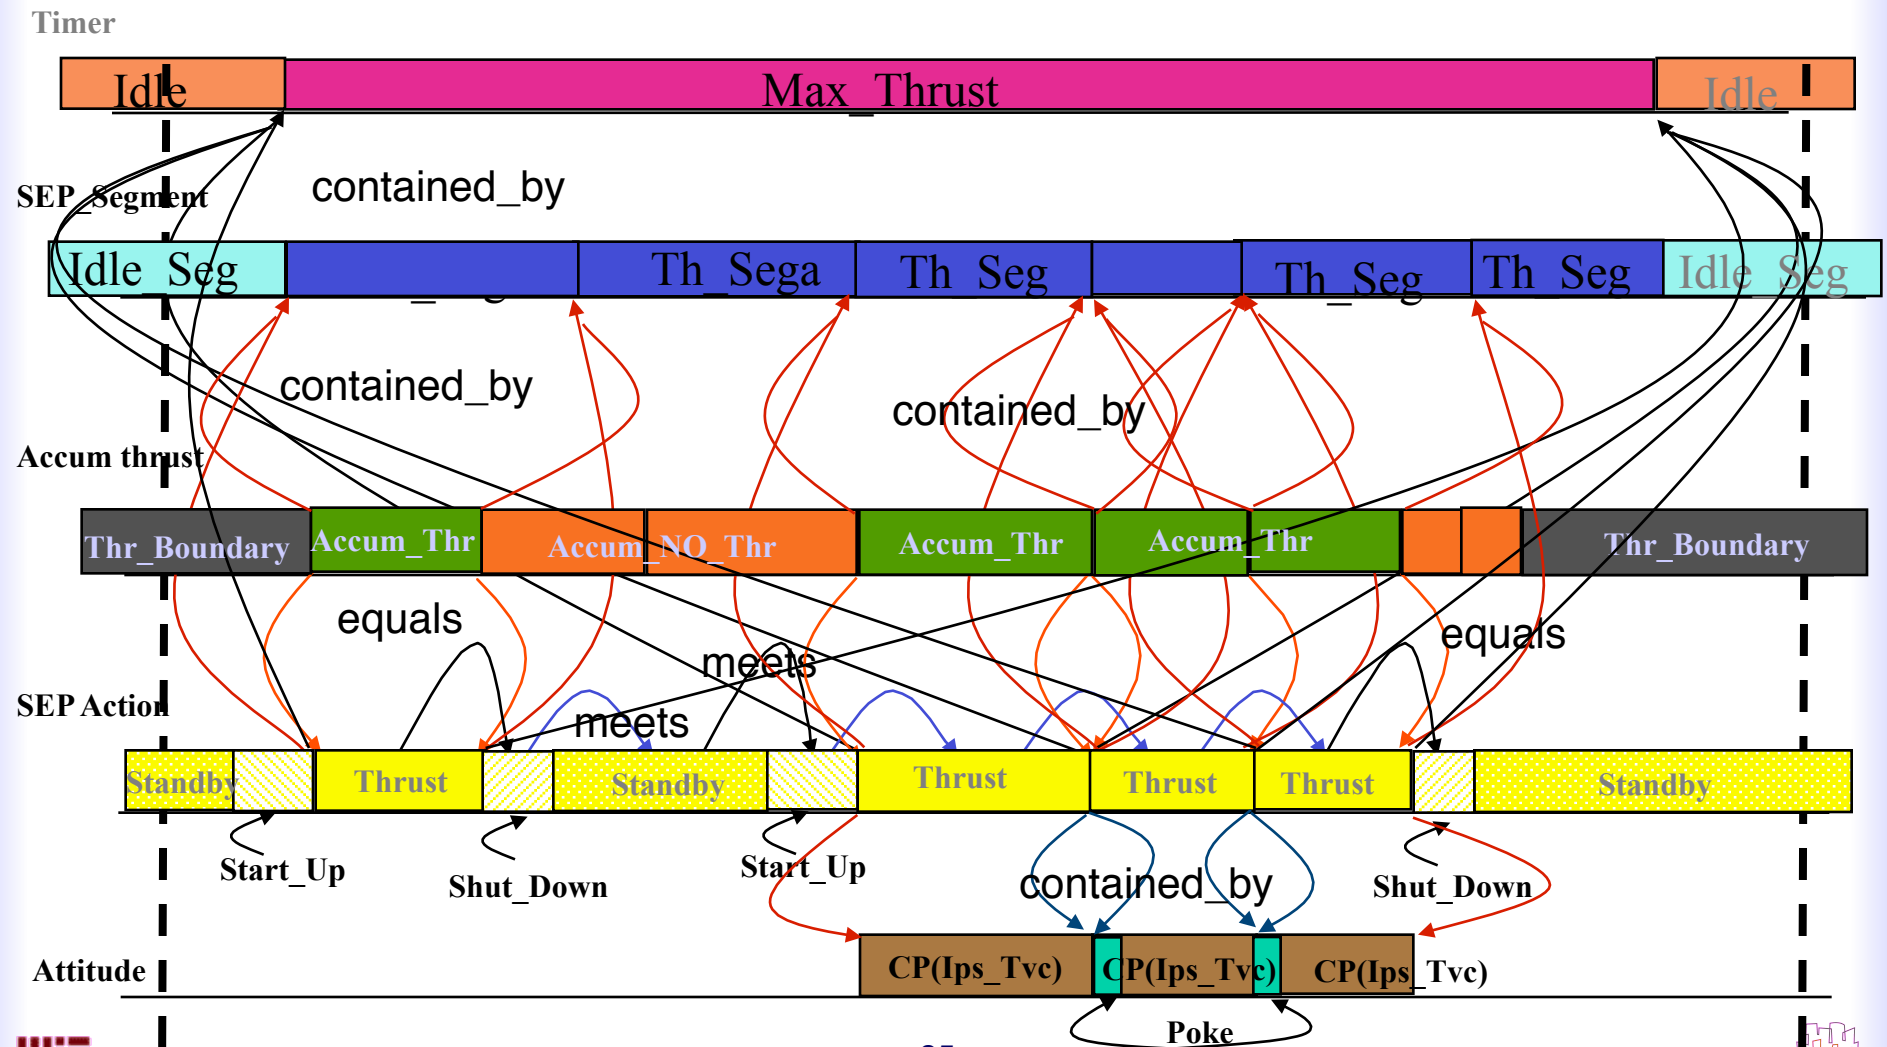 Timer
Idle Max_Thrust Idle
contained_by
SEP_Segment
Idle_Seg Th_Sega Th_Seg Th_Seg Th_Seg Idle_Seg
contained_by contained_by
Accum thrust
Thr_Boundary Accum_Thr Accum_NO_Thr Accum_Thr Accum_Thr Thr_Boundary
equals equals
meets
meets
SEP Action
Standby Thrust Standby Thrust Thrust Thrust Standby
Start_Up Shut_Down Start_Up contained_by Shut_Down
Attitude CP(Ips_Tvc) CP(Ips_Tvc) CP(Ips_Tvc)
Poke